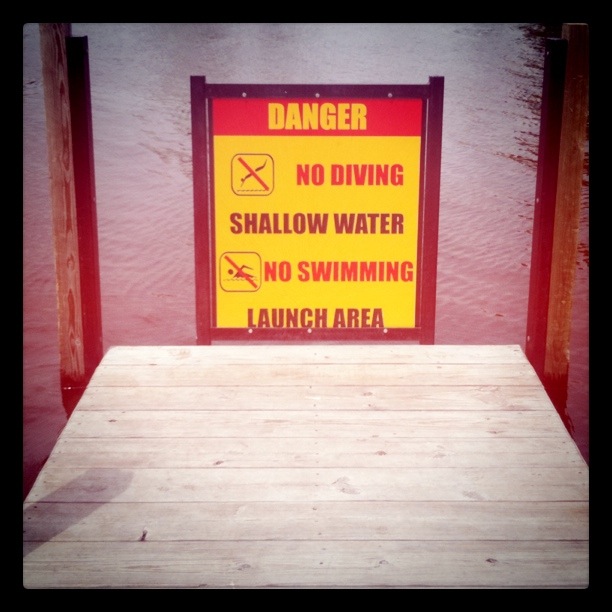 DANGER
NO DIVING
SHALLOW WATER
NO SWIMMING
LAUNCH AREA